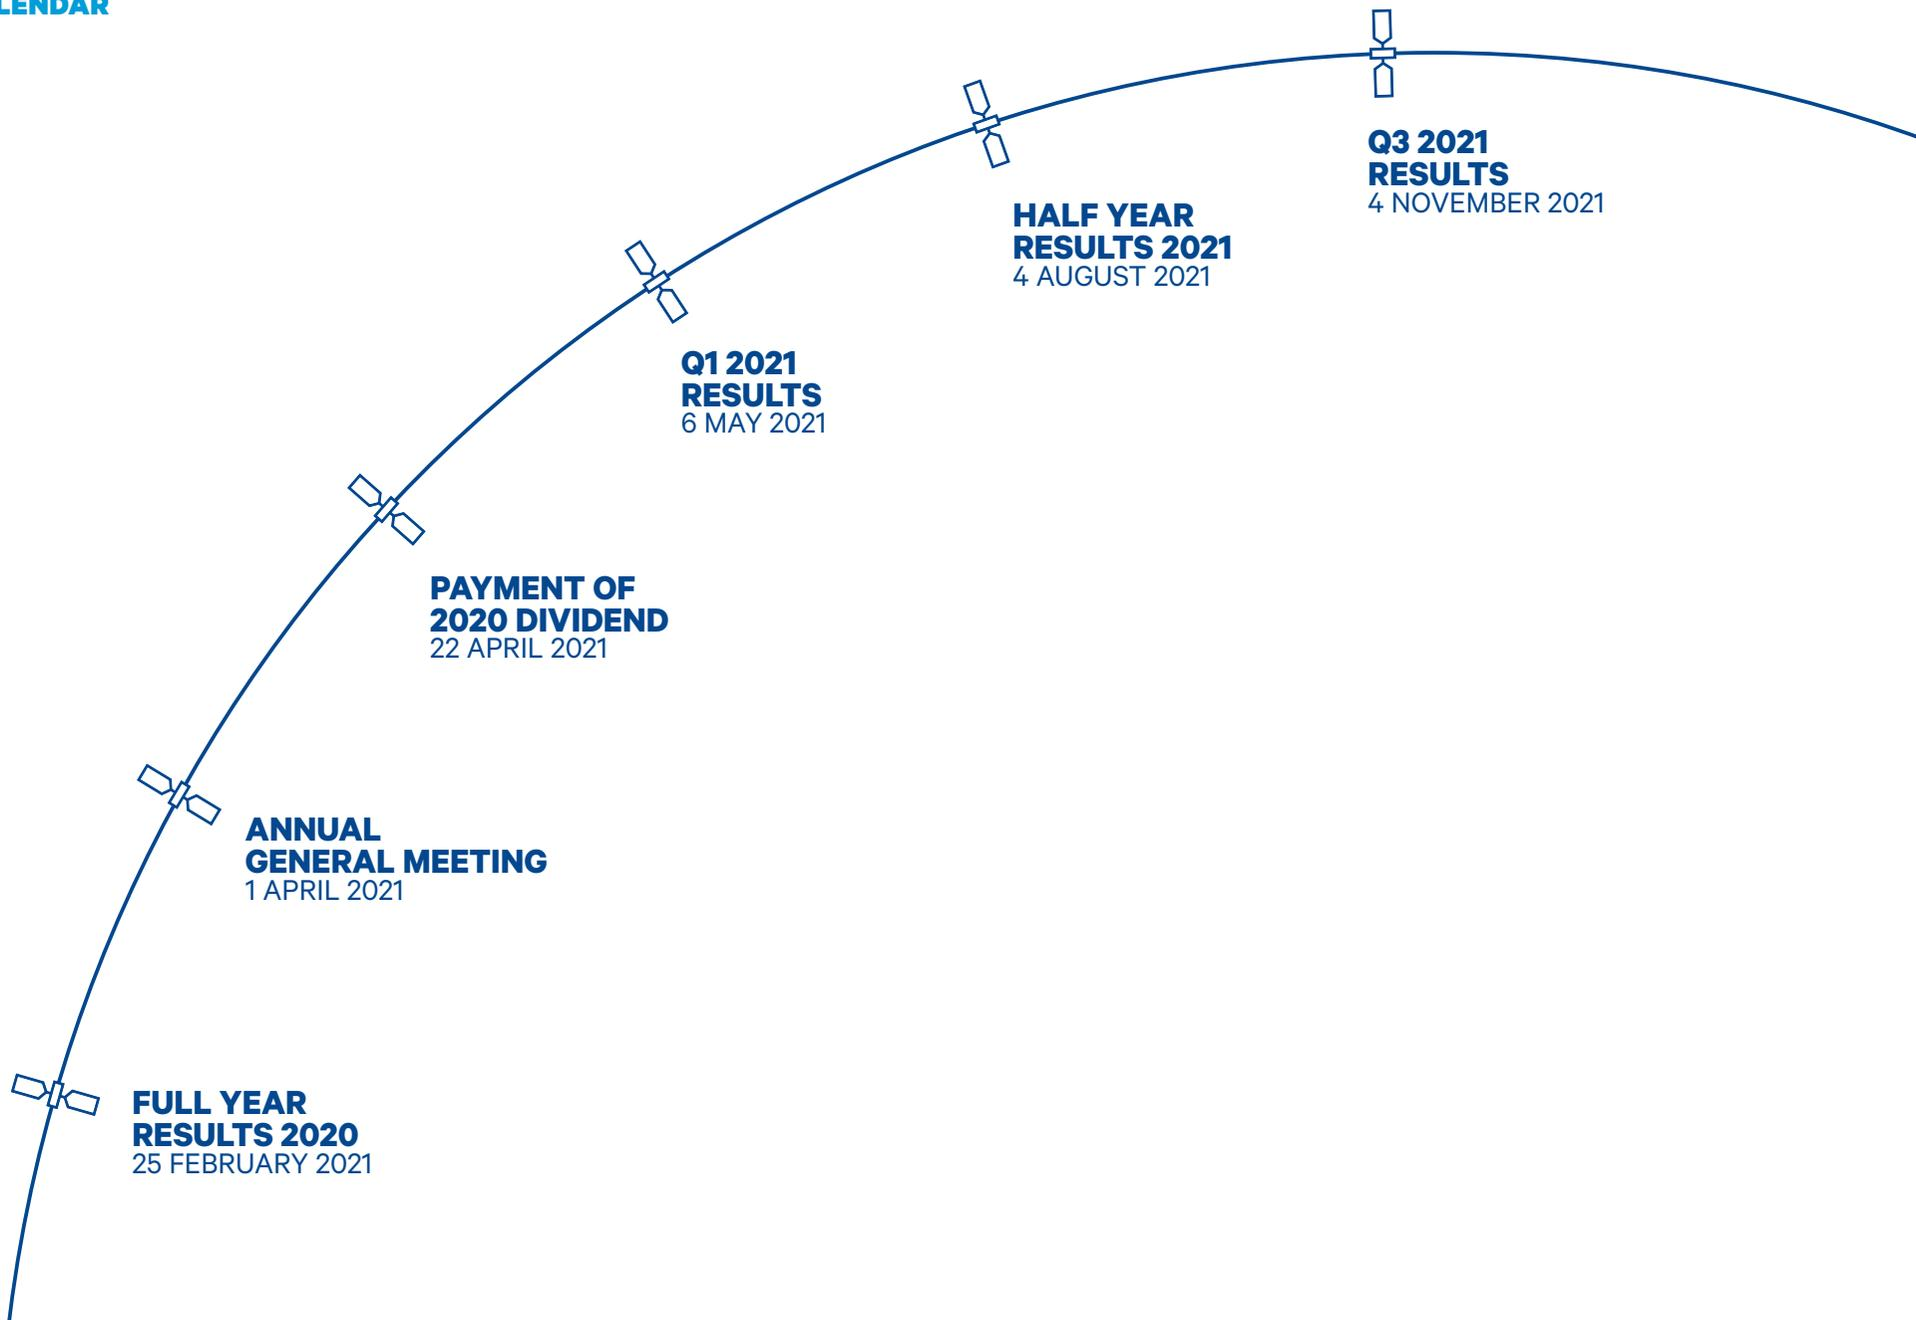 LENDAR
Q3 2021
RESULTS
4 NOVEMBER 2021
HALF YEAR
RESULTS 2021
4 AUGUST 2021
Q1 2021
RESULTS
6 MAY 2021
PAYMENT OF
2020 DIVIDEND
22 APRIL 2021
ANNUAL
GENERAL MEETING
1 APRIL 2021
FULL YEAR
RESULTS 2020
25 FEBRUARY 2021